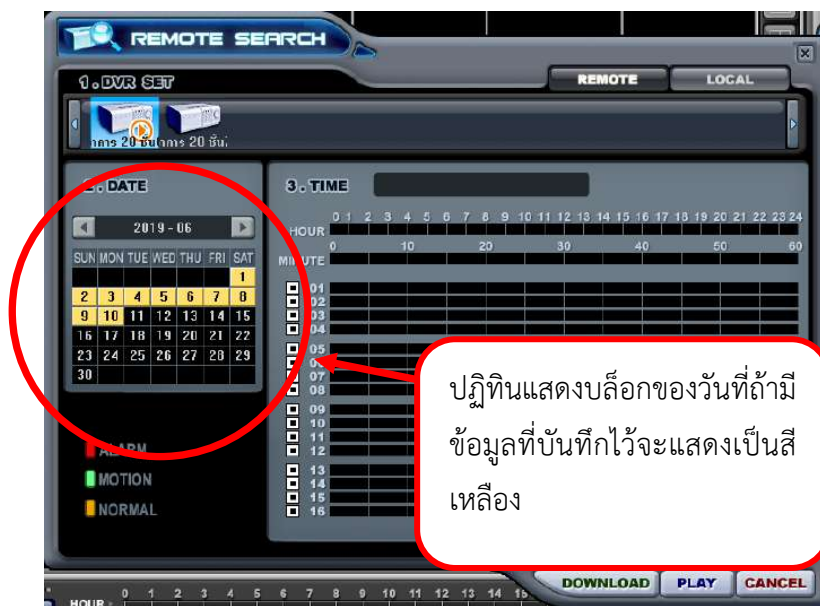 REMOTE SEARCH
1. DVR SET
REMOTE LOCAL
2. DATE
3. TIME
2019-06
SUN MON TUE WED THU FRI SAT
1
2 3 4 5 6 7 8
9 10 11 12 13 14 15
16 17 18 19 20 21 22
23 24 25 26 27 28 29
30
0 1 2 3 4 5 6 7 8 9 10 11 12 13 14 15 16 17 18 19 20 21 22 23 24
HOUR
0 10 20 30 40 50 60
MINUTE
01
02
03
04
05
06
07
08
09
10
11
12
13
14
15
16
ALARM
MOTION
NORMAL
ปฏิทินแสดงบล็อกของวันที่ถ้ามี
ข้อมูลที่บันทึกไว้จะแสดงเป็นสี
เหลือง
DOWNLOAD PLAY CANCEL
0 1 2 3 4 5 6 7 8 9 10 11 12 13 14 15
HOUR